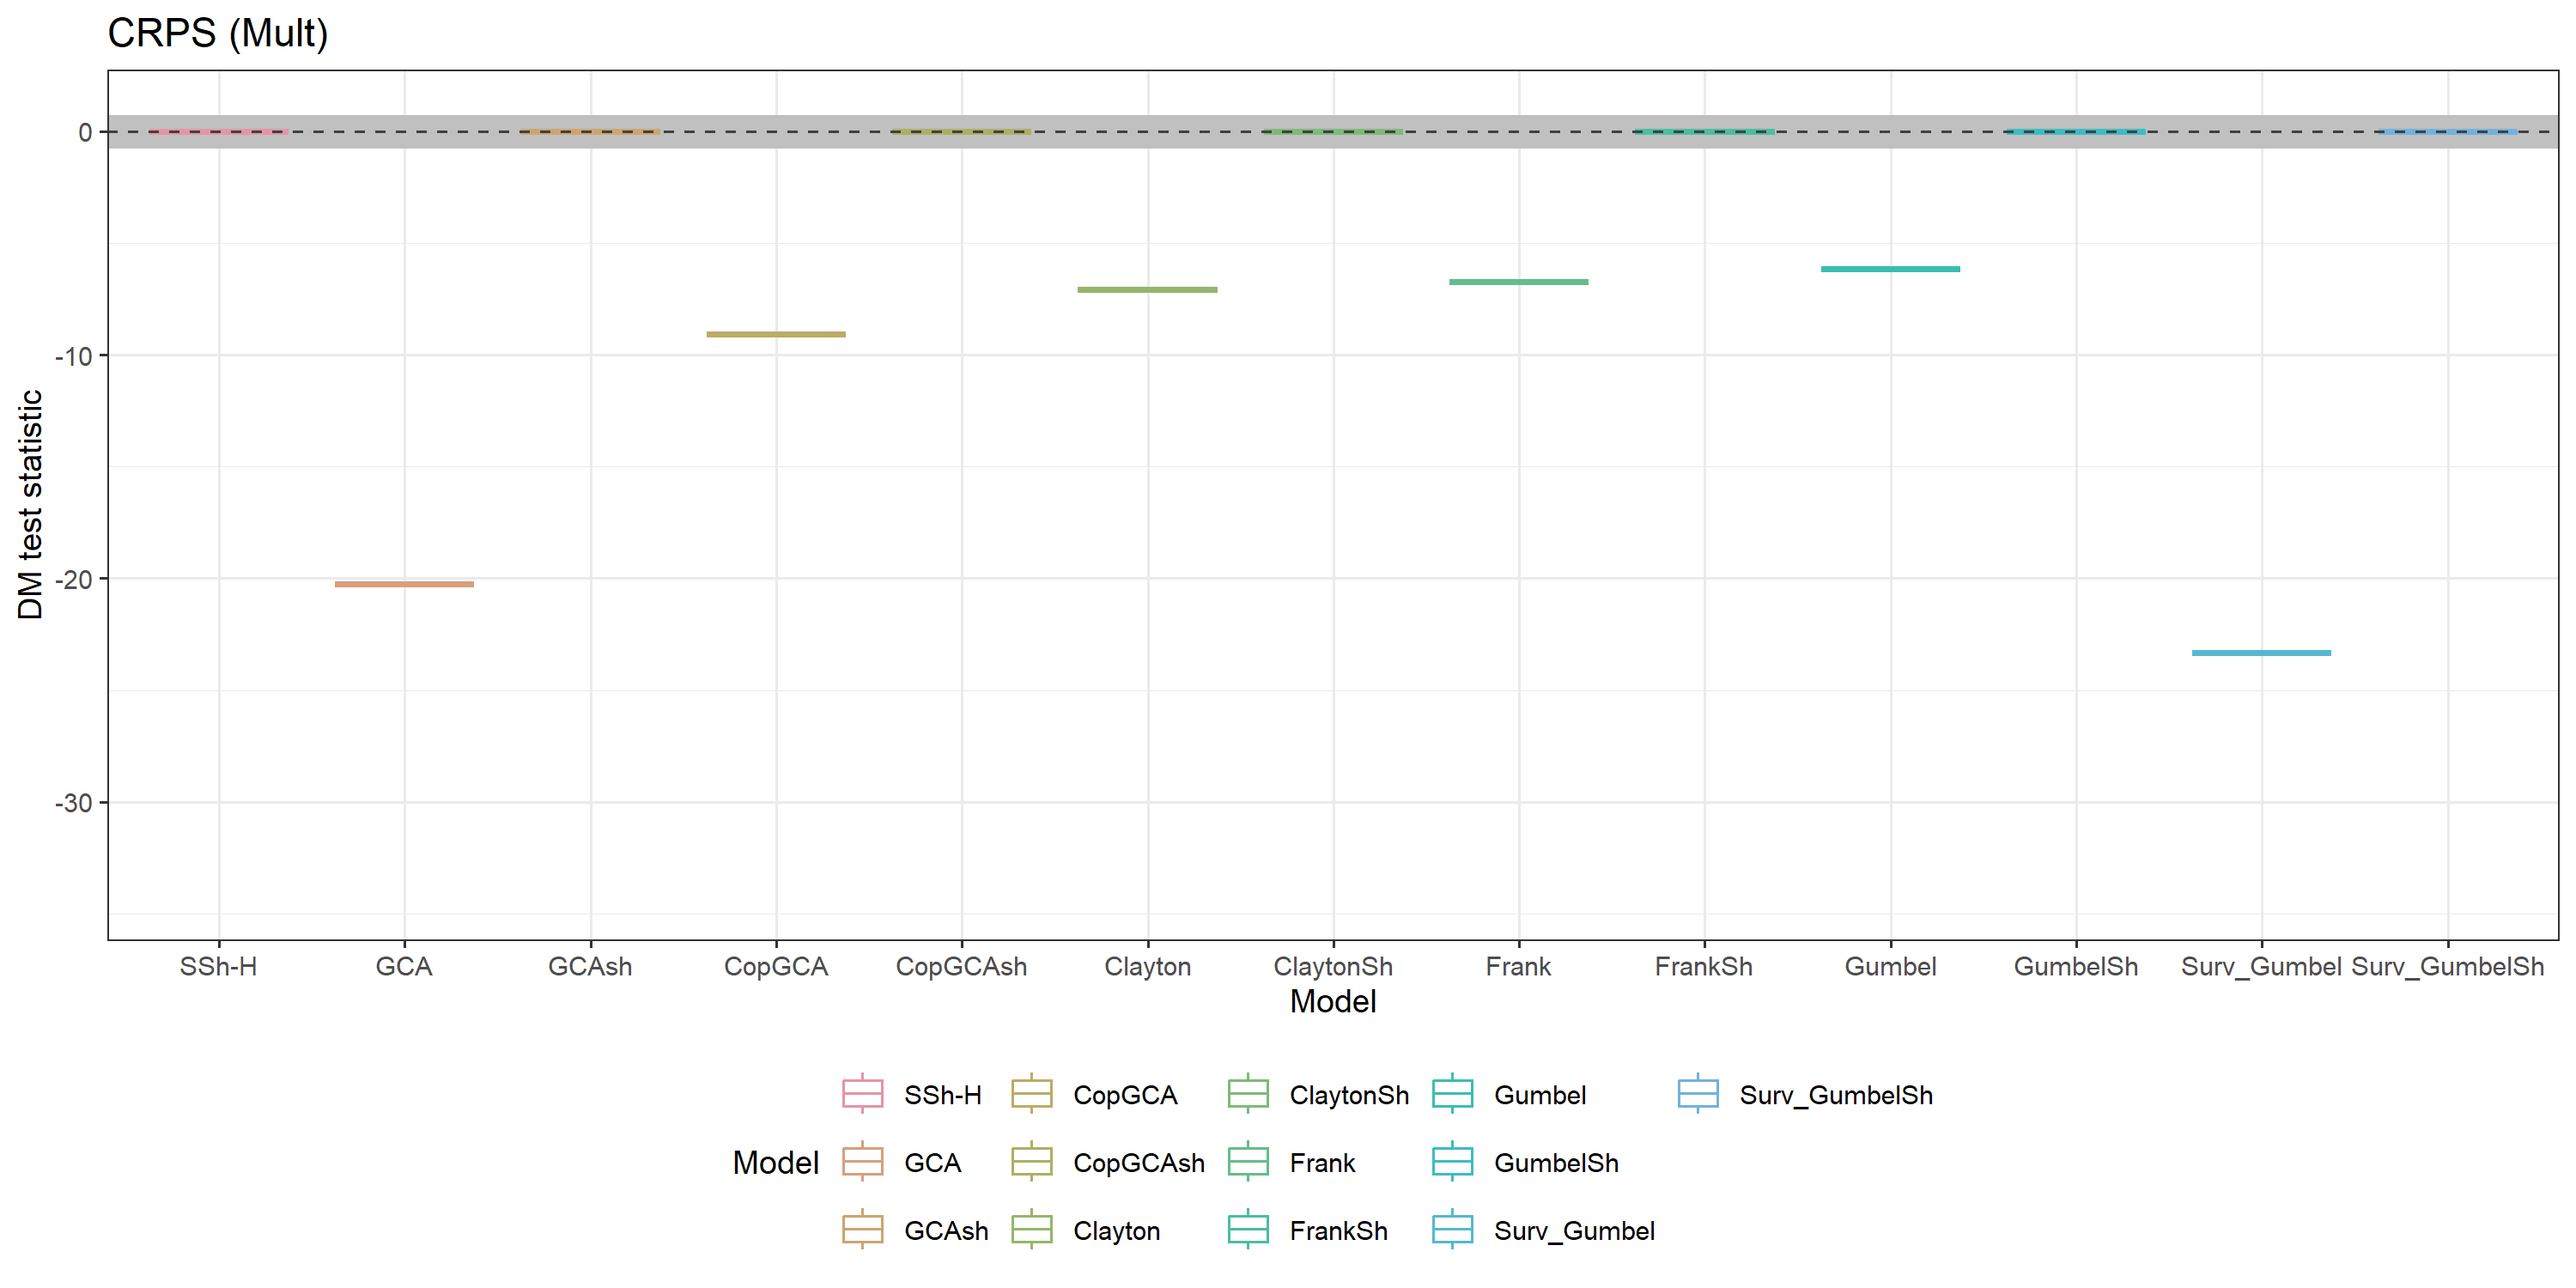 CRPS (Mult)
DM test statistic
0
-10
-20
-30
SSh-H GCA GCAsh CopGCA CopGCAsh Clayton ClaytonSh Frank FrankSh Gumbel GumbelSh Surv_Gumbel Surv_GumbelSh
Model
SSh-H CopGCA ClaytonSh Gumbel Surv_GumbelSh
Model GCA CopGCAsh Frank GumbelSh
GCAsh Clayton FrankSh Surv_Gumbel